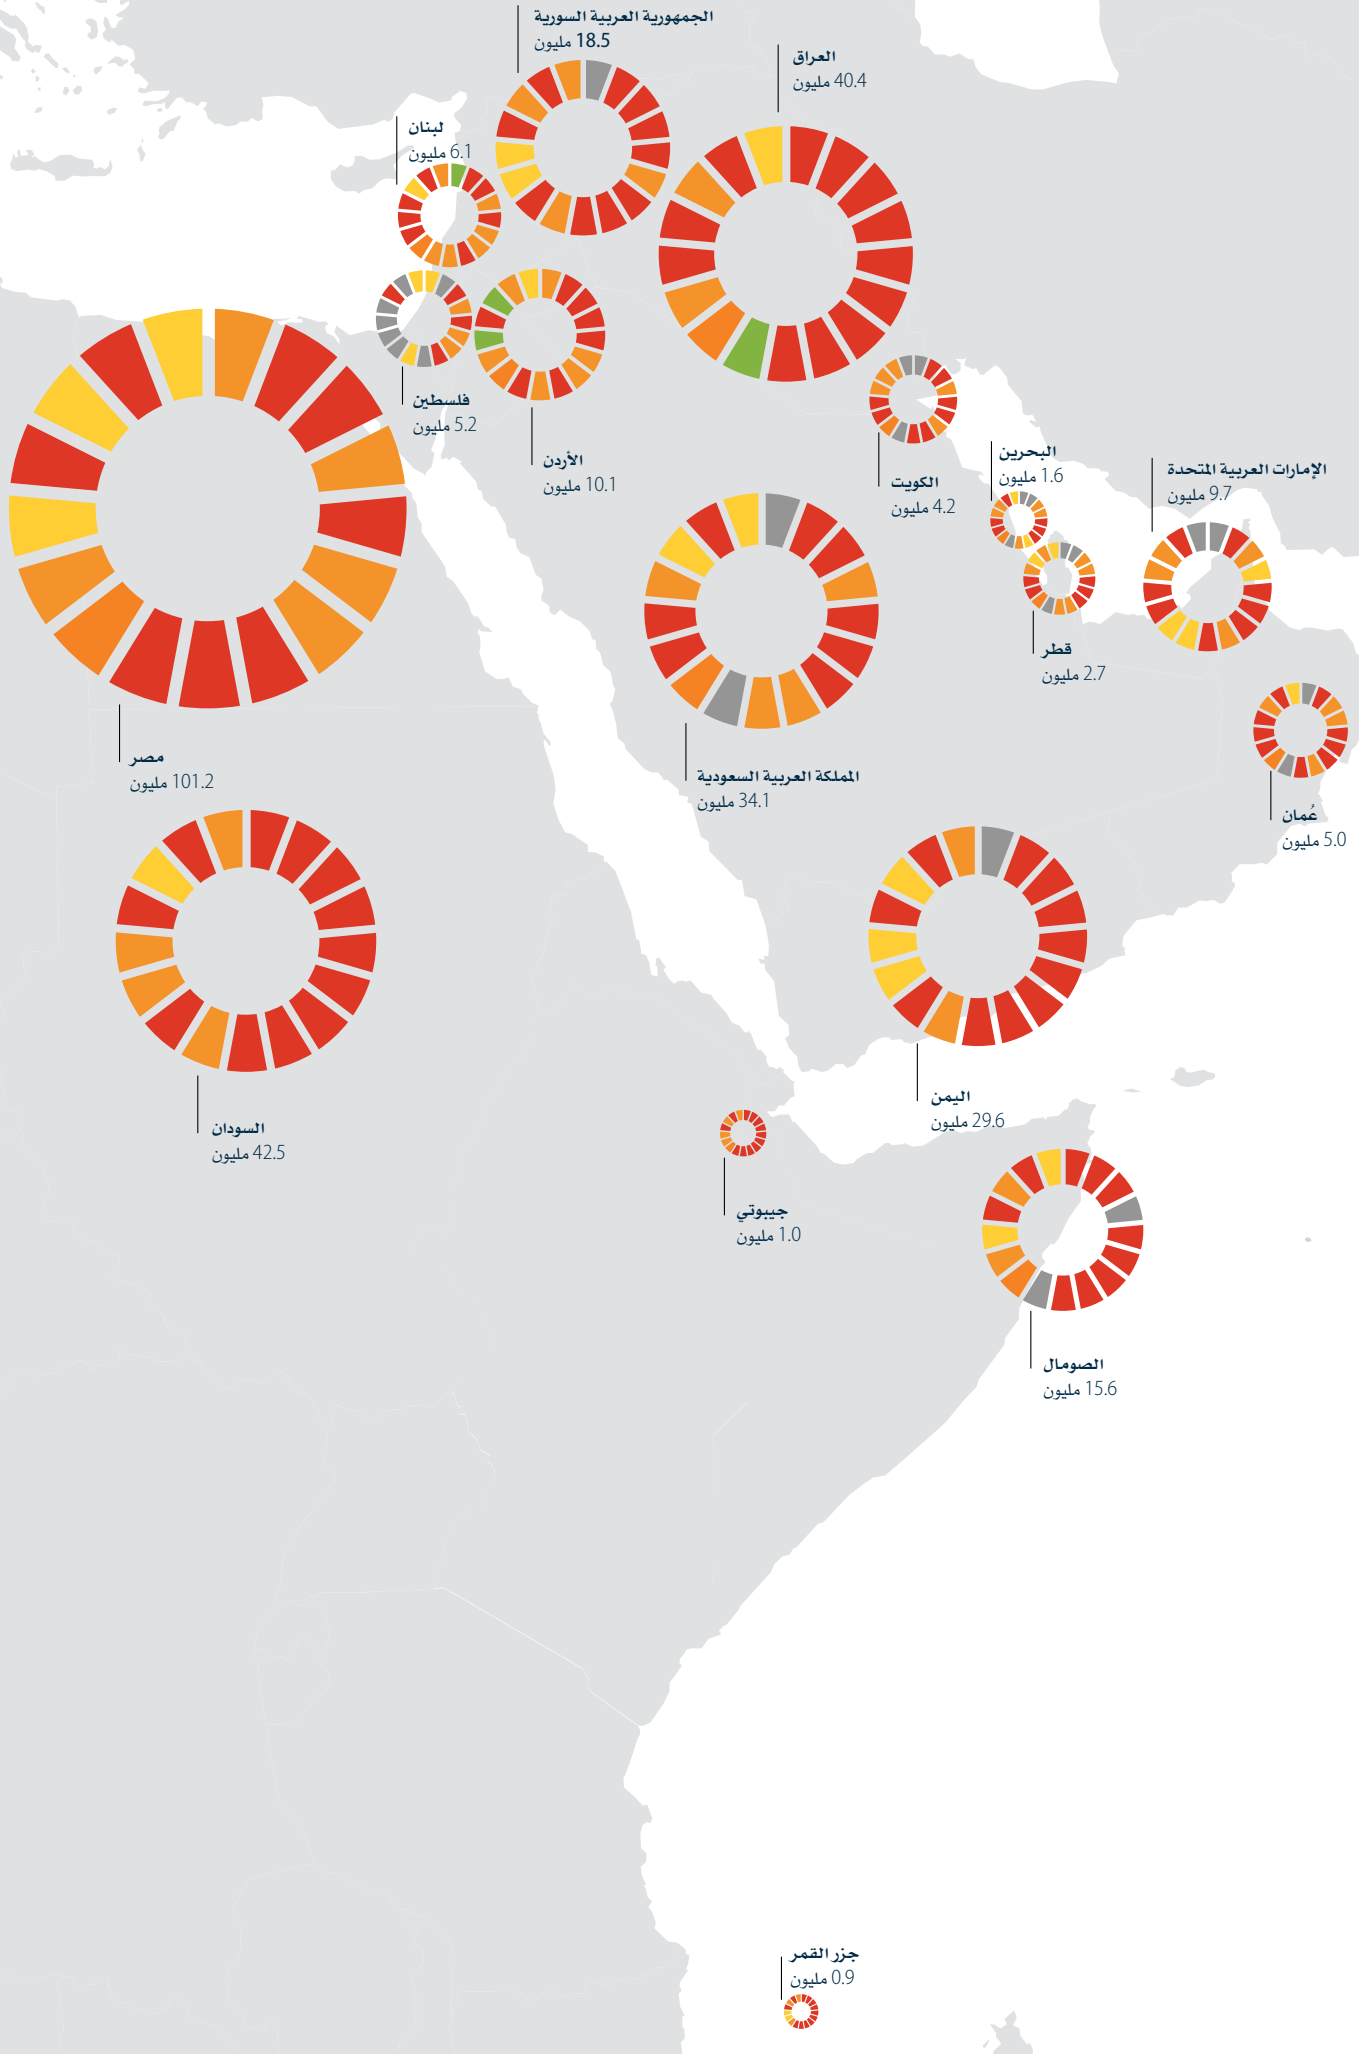 الجمهورية العربية السورية
18.5 مليون
العراق
40.4 مليون
لبنان
6.1 مليون
فلسطين
5.2 مليون
الأردن
10.1 مليون
الكويت
4.2 مليون
البحرين
1.6 مليون
الإمارات العربية المتحدة
9.7 مليون
قطر
2.7 مليون
مصر
101.2 مليون
المملكة العربية السعودية
34.1 مليون
عُمان
5.0 مليون
اليمن
29.6 مليون
السودان
42.5 مليون
جيبوتي
1.0 مليون
الصومال
15.6 مليون
جزر القمر
0.9 مليون